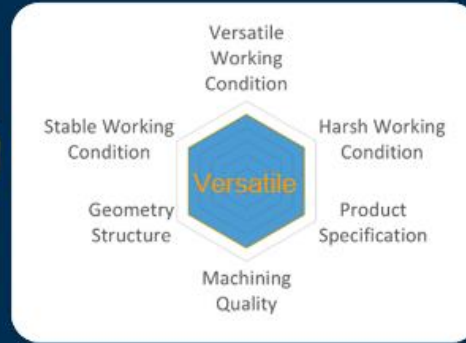 Versatile
Working
Condition
Stable Working
Condition
Harsh Working
Condition
Versatile
Geometry
Structure
Product
Specification
Machining
Quality